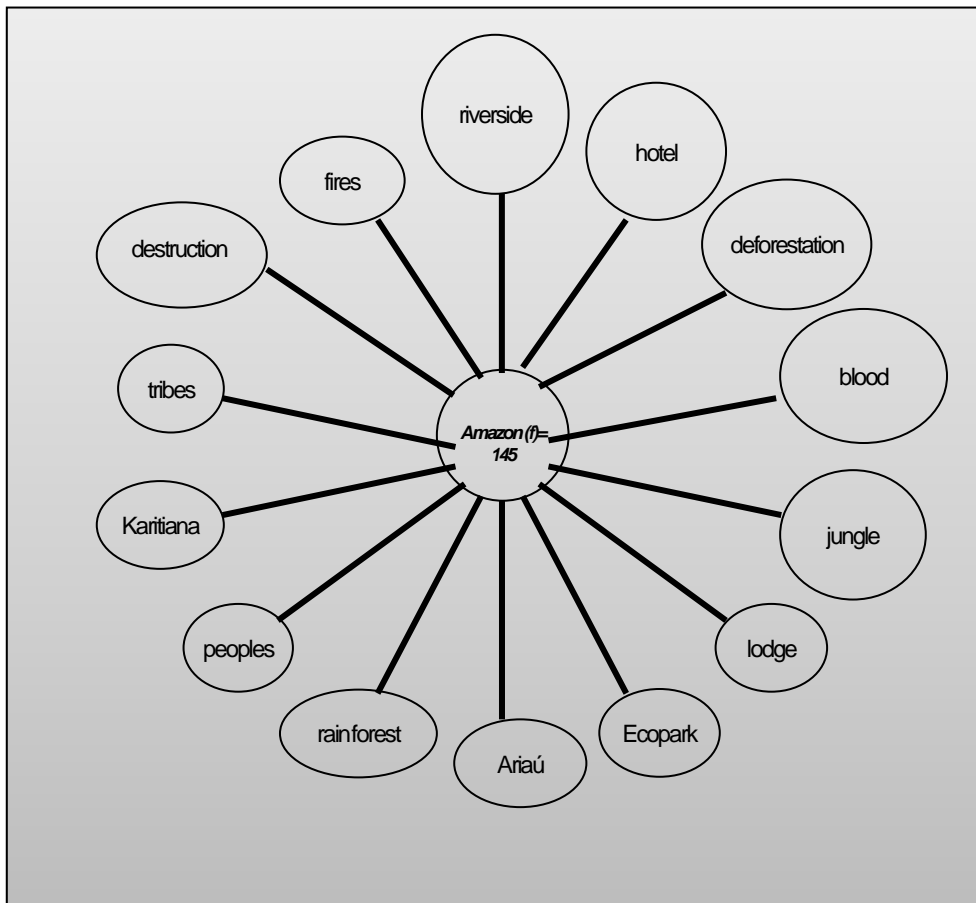 riverside
hotel
fires
deforestation
destruction
blood
tribes
Amazon (f)=
145
Karitiana
jungle
peoples
lodge
rainforest
Ecopark
Ariaú